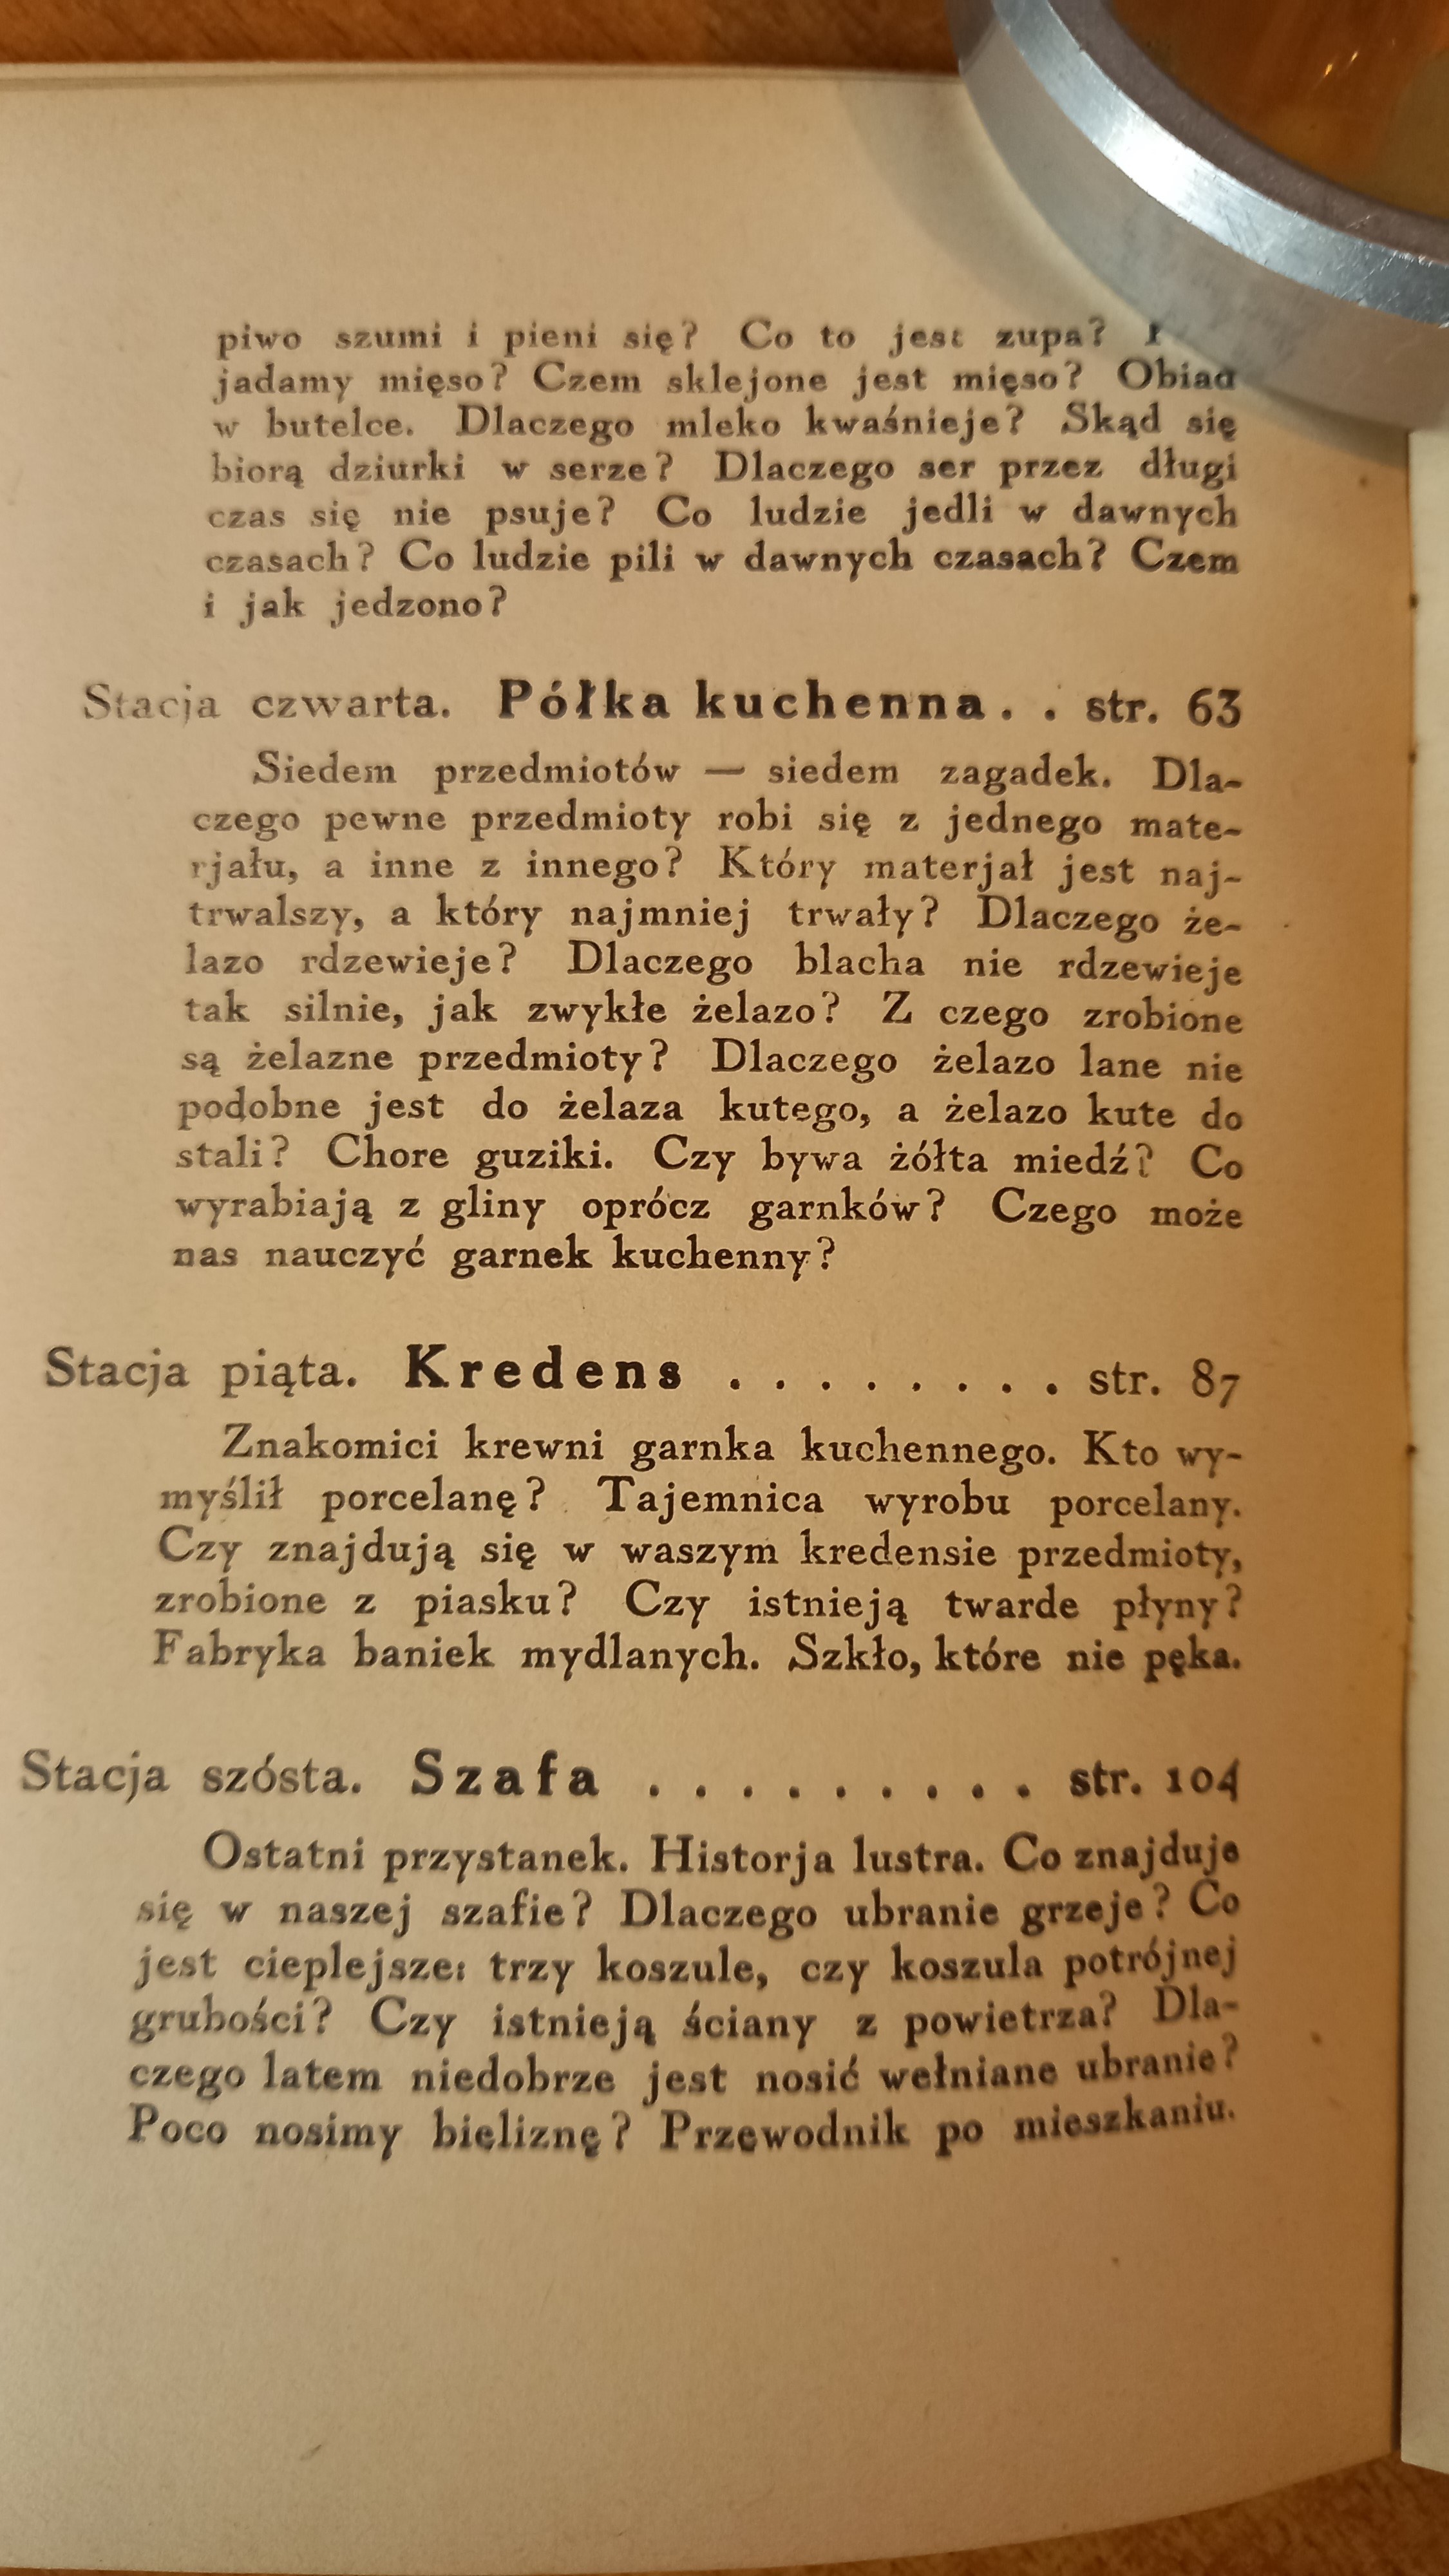 piwo szumi i pieni się? Co to jest zupa?
jadamy mięso? Czem sklejone jest mięso? Obiad
w butelce. Dlaczego mleko kwaśnieje? Skąd się
biorą dziurki w serze? Dlaczego ser przez długi
czas się nie psuje? Co ludzie jedli w dawnych
czasach? Co ludzie pili w dawnych czasach? Czem
i jak jedzono?
Stacja czwarta. Półka kuchenna. . str. 63
Siedem przedmiotów — siedem zagadek. Dla-
czego pewne przedmioty robi się z jednego mate-
rjału, a inne z innego? Który materjał jest naj-
trwalszy, a który najmniej trwały? Dlaczego że-
lazo rdzewieje? Dlaczego blacha nie rdzewieje
tak silnie, jak zwykłe żelazo? Z czego zrobione
są żelazne przedmioty? Dlaczego żelazo lane nie
podobne jest do żelaza kutego, a żelazo kute do
stali? Chore guziki. Czy bywa żółta miedź? Co
wyrabiają z gliny oprócz garnków? Czego może
nas nauczyć garnek kuchenny?
Stacja piąta. Kredens . . . . . . . . str. 87
Znakomici krewni garnka kuchennego. Kto wy-
myślił porcelanę? Tajemnica wyrobu porcelany.
Czy znajdują się w waszym kredensie przedmioty,
zrobione z piasku? Czy istnieją twarde płyny?
Fabryka baniek mydlanych. Szkło, które nie pęka.
Stacja szósta. Szafa . . . . . . . . . str. 104
Ostatni przystanek. Historja lustra. Co znajduje
się w naszej szafie? Dlaczego ubranie grzeje? Co
jest cieplejsze: trzy koszule, czy koszula potrójnej
grubości? Czy istnieją ściany z powietrza? Dla-
czego latem niedobrze jest nosić wełniane ubranie?
Poco nosimy bieliznę? Przewodnik po mieszkaniu.